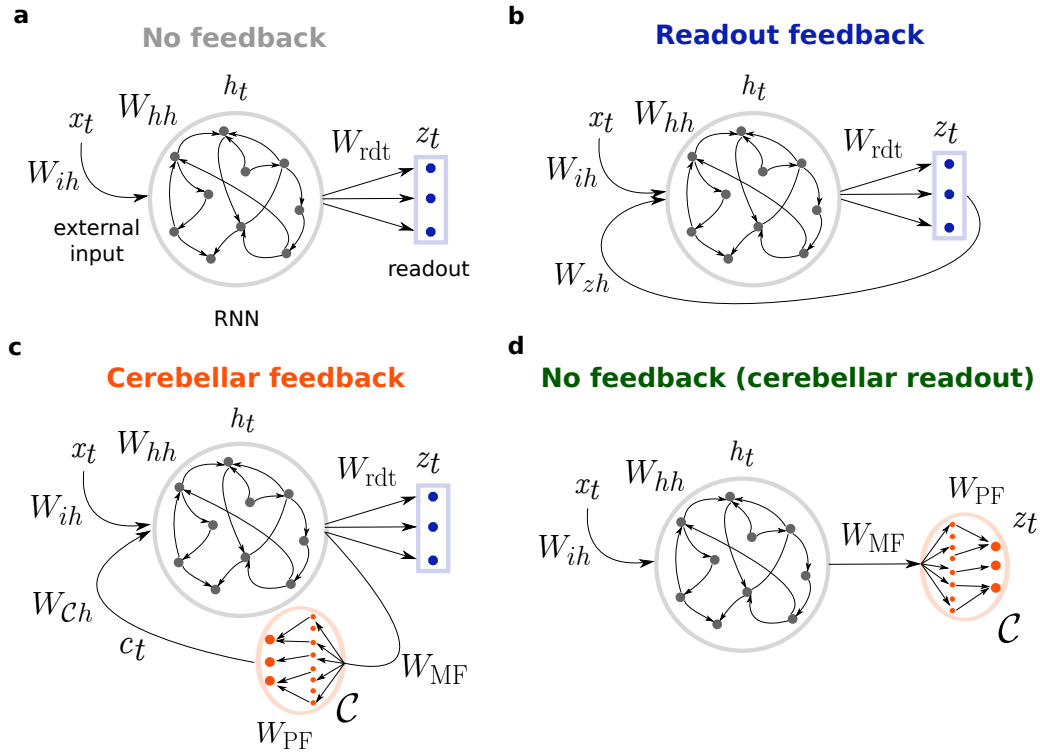 a
No feedback
h_t
W_hh
x_t
W_ih
W_rdt
z_t
external
input
readout
RNN
b
Readout feedback
h_t
W_hh
x_t
W_ih
W_rdt
z_t
W_zh
c
Cerebellar feedback
h_t
W_hh
x_t
W_ih
W_rdt
z_t
W_𝒞h
c_t
W_MF
𝒞
W_PF
d
No feedback (cerebellar readout)
h_t
W_hh
x_t
W_ih
W_MF
W_PF
z_t
𝒞